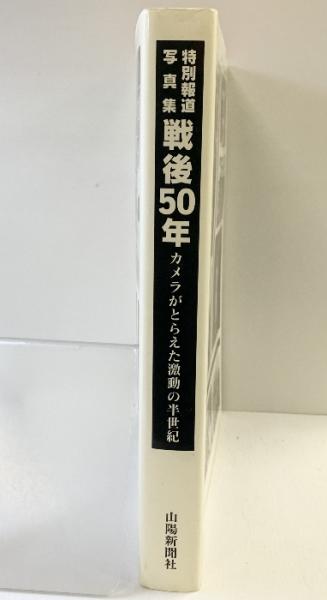 特別報道
写真集
戦後50年
カメラがとらえた激動の半世紀
山陽新聞社